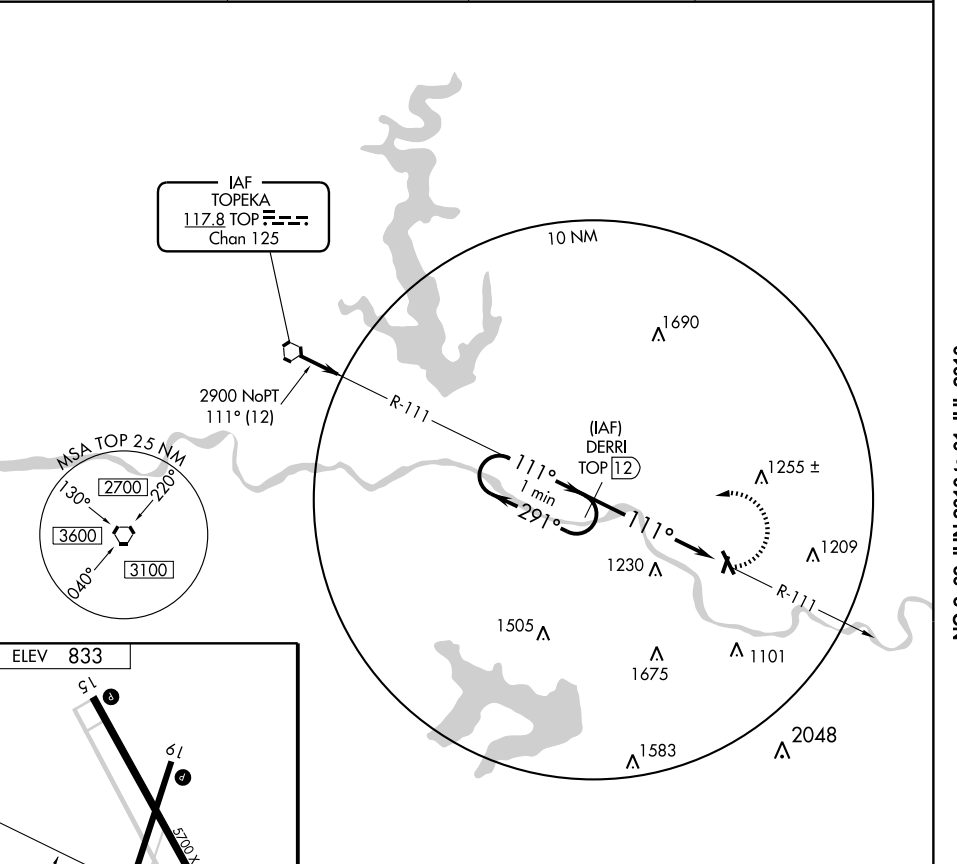 IAF
TOPEKA
117.8 TOP
Chan 125
10 NM
1690
2900 NoPT
111° (12)
R-111
(IAF)
DERRI
TOP 12
111°
1 min
291°
111°
1255 ±
1230
1209
R-111
1505
1675
1101
1583
2048
MSA TOP 25 NM
130°
2700
220°
3600
3100
040°
ELEV 833
15
P
19
P
5700 X